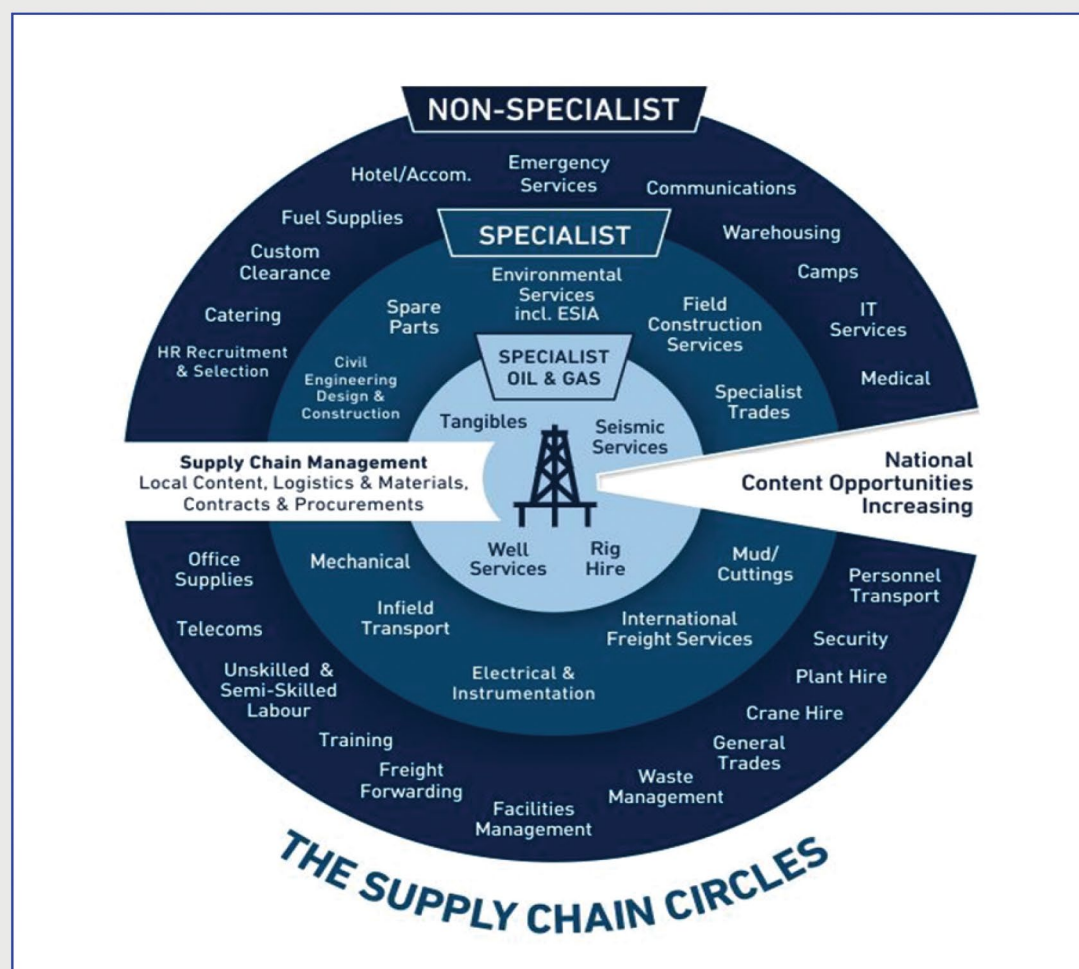 NON-SPECIALIST
Hotel/Accom.
Emergency
Services
Communications
Fuel Supplies
Warehousing
Custom
Clearance
Camps
Catering
IT
Services
HR Recruitment
& Selection
Medical
SPECIALIST
Environmental
Services
incl. ESIA
Spare
Parts
Field
Construction
Services
Civil
Engineering
Design &
Construction
Specialist
Trades
SPECIALIST
OIL & GAS
Tangibles
Seismic
Services
Supply Chain Management
Local Content, Logistics & Materials,
Contracts & Procurements
National
Content Opportunities
Increasing
Well
Services
Rig
Hire
Mechanical
Mud/
Cuttings
Infield
Transport
International
Freight Services
Electrical &
Instrumentation
Office
Supplies
Personnel
Transport
Telecoms
Security
Unskilled &
Semi-Skilled
Labour
Plant Hire
Crane Hire
Training
General
Trades
Freight
Forwarding
Waste
Management
Facilities
Management
THE SUPPLY CHAIN CIRCLES